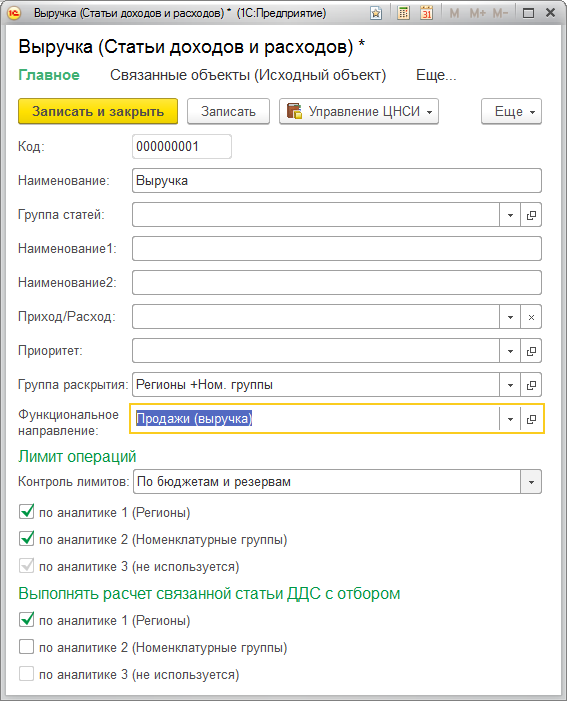 Выручка (Статьи доходов и расходов) * (1С:Предприятие)
M M+ M−
31
Выручка (Статьи доходов и расходов) *
Главное Связанные объекты (Исходный объект) Еще...
Записать и закрыть Записать Управление ЦНСИ Еще
Код: 000000001
Наименование: Выручка
Группа статей:
Наименование1:
Наименование2:
Приход/Расход:
Приоритет:
Группа раскрытия: Регионы +Ном. группы
Функциональное
направление: Продажи (выручка)
Лимит операций
Контроль лимитов: По бюджетам и резервам
по аналитике 1 (Регионы)
по аналитике 2 (Номенклатурные группы)
по аналитике 3 (не используется)
Выполнять расчет связанной статьи ДДС с отбором
по аналитике 1 (Регионы)
по аналитике 2 (Номенклатурные группы)
по аналитике 3 (не используется)